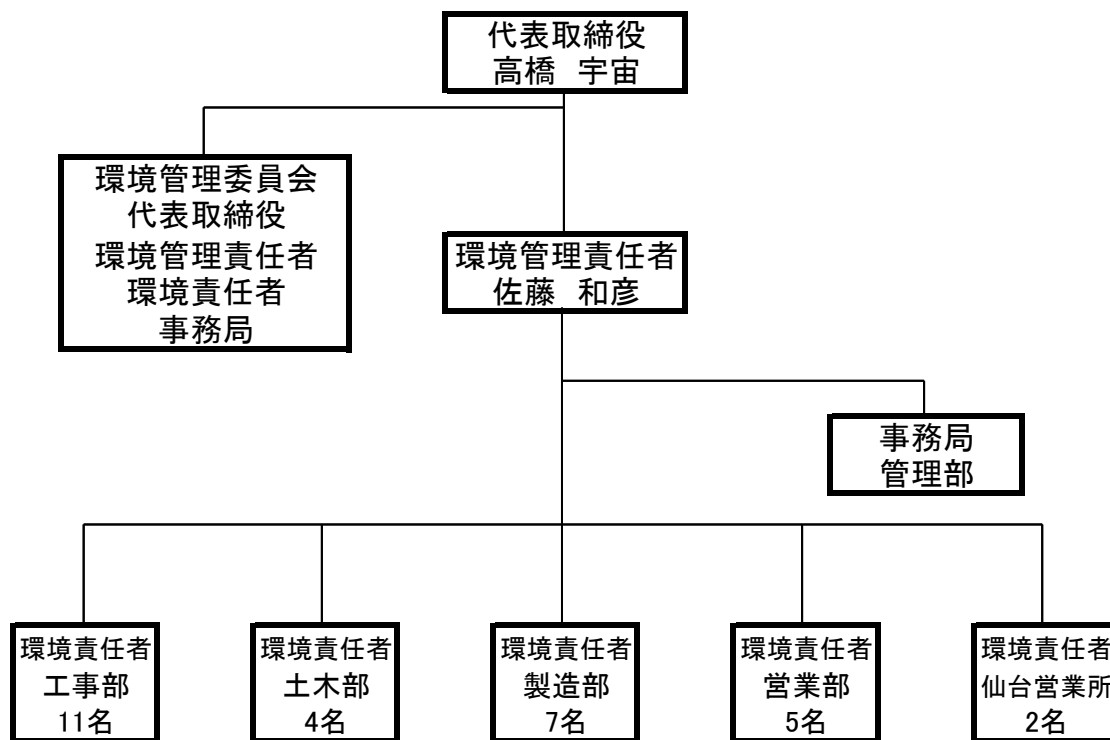 代表取締役
高橋　宇宙
環境管理委員会
代表取締役
環境管理責任者
環境責任者
事務局
環境管理責任者
佐藤　和彦
事務局
管理部
環境責任者
工事部
11名
環境責任者
土木部
4名
環境責任者
製造部
7名
環境責任者
営業部
5名
環境責任者
仙台営業所
2名